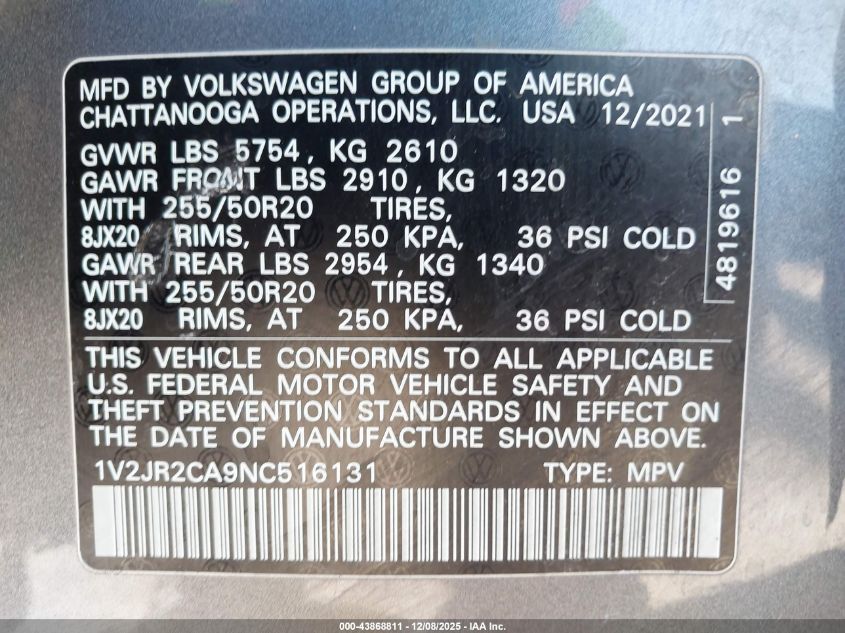 MFD BY VOLKSWAGEN GROUP OF AMERICA
CHATTANOOGA OPERATIONS, LLC. USA 12/2021
GVWR LBS 5754, KG 2610
GAWR FRONT LBS 2910, KG 1320
WITH 255/50R20 TIRES,
8JX20 RIMS, AT 250 KPA, 36 PSI COLD
GAWR REAR LBS 2954, KG 1340
WITH 255/50R20 TIRES,
8JX20 RIMS, AT 250 KPA, 36 PSI COLD
4819616 1
THIS VEHICLE CONFORMS TO ALL APPLICABLE
U.S. FEDERAL MOTOR VEHICLE SAFETY AND
THEFT PREVENTION STANDARDS IN EFFECT ON
THE DATE OF MANUFACTURE SHOWN ABOVE.
1V2JR2CA9NC516131 TYPE: MPV
000-43868811 - 12/08/2025 - IAA Inc.